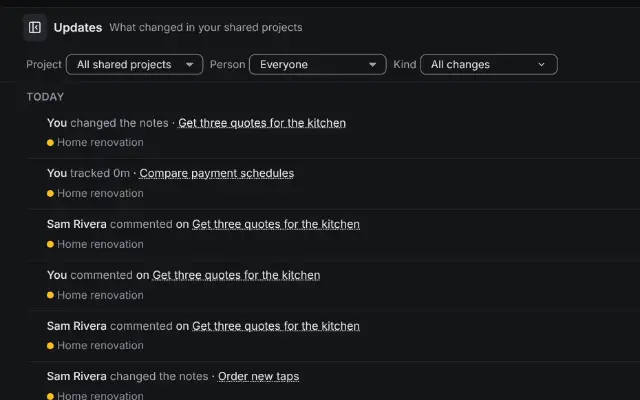 Updates What changed in your shared projects
Project All shared projects Person Everyone Kind All changes
TODAY
You changed the notes · Get three quotes for the kitchen
Home renovation
You tracked 0m · Compare payment schedules
Home renovation
Sam Rivera commented on Get three quotes for the kitchen
Home renovation
You commented on Get three quotes for the kitchen
Home renovation
Sam Rivera commented on Get three quotes for the kitchen
Home renovation
Sam Rivera changed the notes · Order new taps
Home renovation